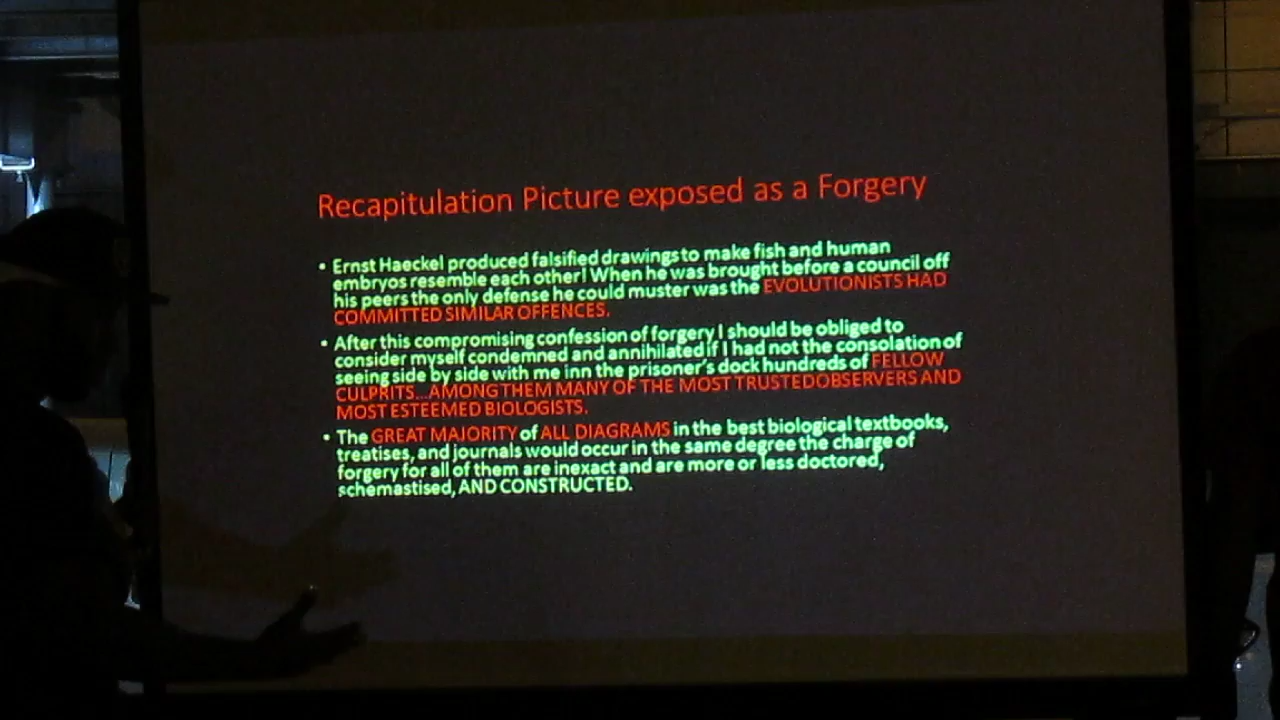 Recapitulation Picture exposed as a Forgery
• Ernst Haeckel produced falsified drawings to make fish and human
embryos resemble each other! When he was brought before a council off
his peers the only defense he could muster was the EVOLUTIONISTS HAD
COMMITTED SIMILAR OFFENCES.
• After this compromising confession of forgery I should be obliged to
consider myself condemned and annihilated if I had not the consolation of
seeing side by side with me inn the prisoner's dock hundreds of FELLOW
CULPRITS...AMONG THEM MANY OF THE MOST TRUSTED OBSERVERS AND
MOST ESTEEMED BIOLOGISTS.
• The GREAT MAJORITY of ALL DIAGRAMS in the best biological textbooks,
treatises, and journals would occur in the same degree the charge of
forgery for all of them are inexact and are more or less doctored,
schemastised, AND CONSTRUCTED.